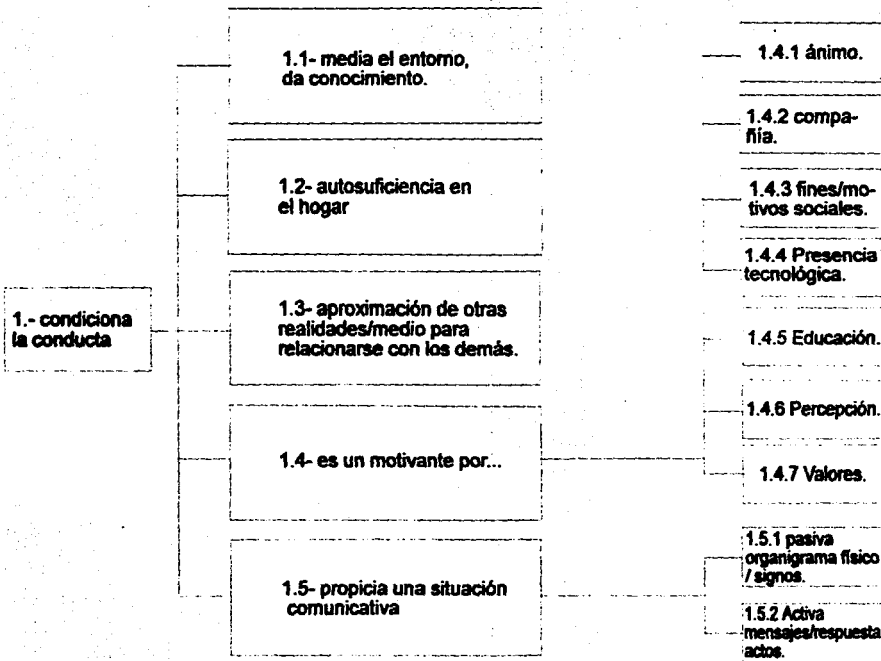 1.- condiciona
la conducta
1.1- media el entorno,
da conocimiento.
1.2- autosuficiencia en
el hogar
1.3- aproximación de otras
realidades/medio para
relacionarse con los demás.
1.4- es un motivante por...
1.5- propicia una situación
comunicativa
1.4.1 ánimo.
1.4.2 compa-
ñía.
1.4.3 fines/mo-
tivos sociales.
1.4.4 Presencia
tecnológica.
1.4.5 Educación.
1.4.6 Percepción.
1.4.7 Valores.
1.5.1 pasiva
organigrama físico
/ signos.
1.5.2 Activa
mensajes/respuesta
actos.